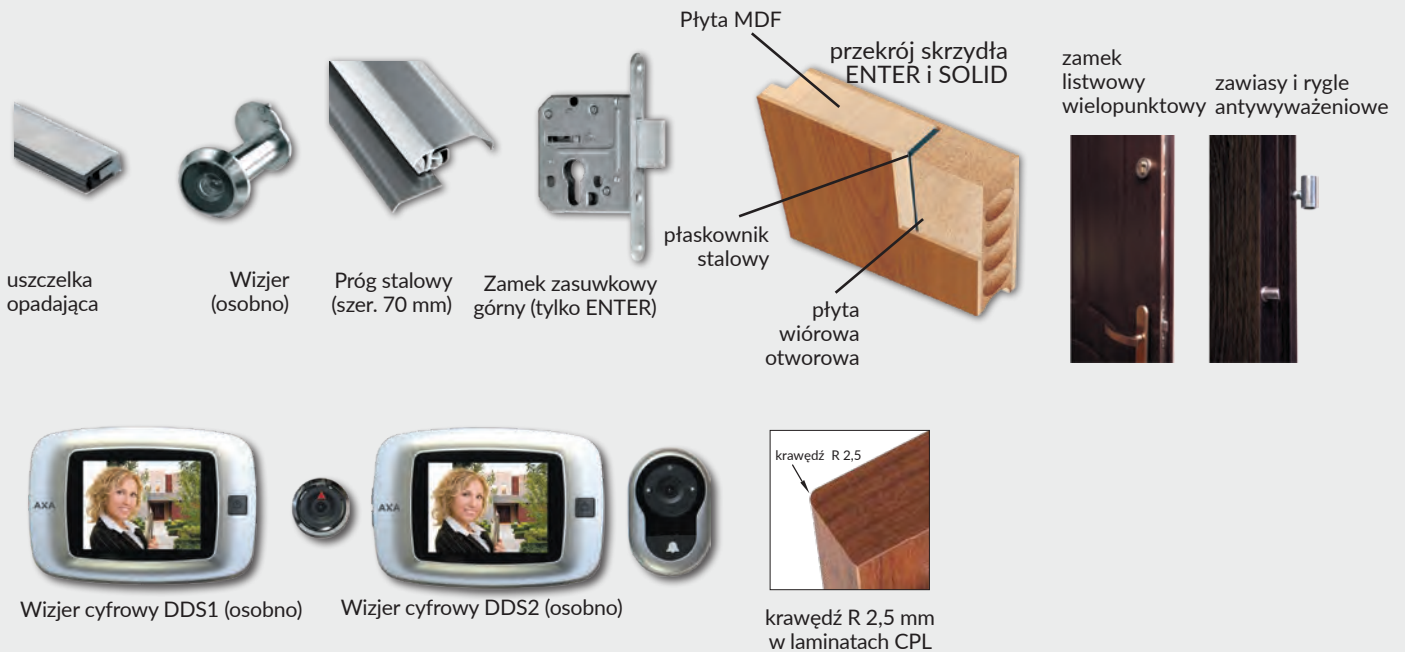 Płyta MDF
przekrój skrzydła
ENTER i SOLID
płaskownik
stalowy
płyta
wiórowa
otworowa
zamek
listwowy
wielopunktowy
zawiasy i rygle
antywyważeniowe
uszczelka
opadająca
Wizjer
(osobno)
Próg stalowy
(szer. 70 mm)
Zamek zasuwkowy
górny (tylko ENTER)
AXA
Wizjer cyfrowy DDS1 (osobno)
AXA
Wizjer cyfrowy DDS2 (osobno)
krawędź R 2,5
krawędź R 2,5 mm
w laminatach CPL